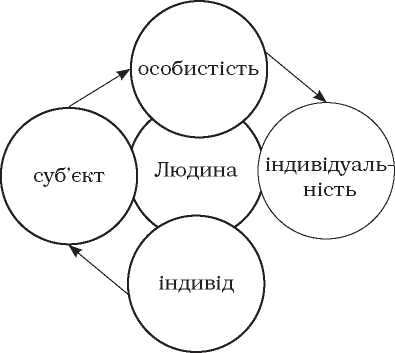 особистість
суб’єкт
Людина
індивідуаль-
ність
індивід